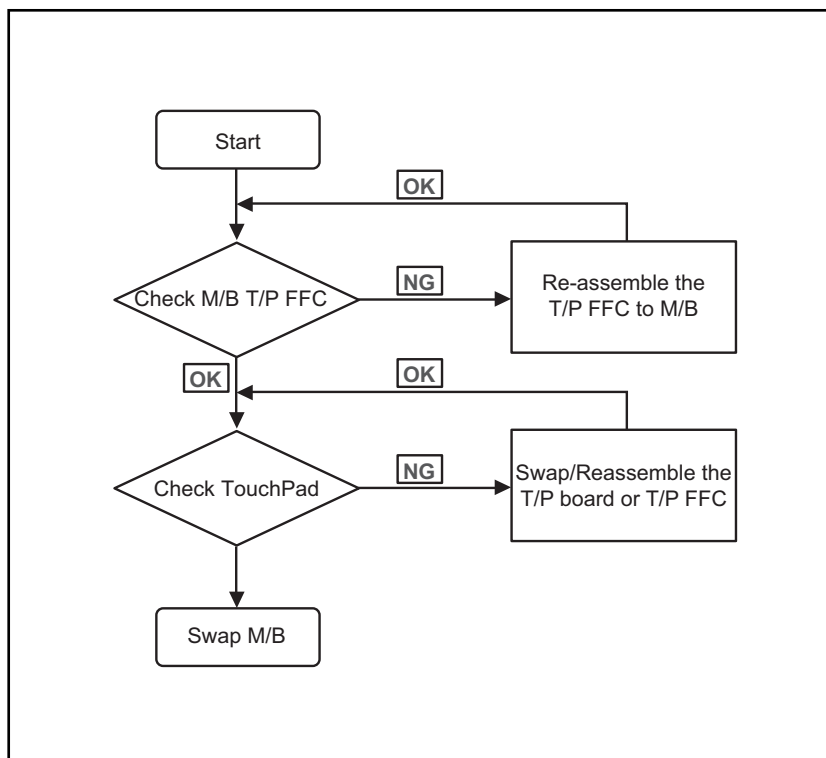 Start
OK
Check M/B T/P FFC
NG
Re-assemble the
T/P FFC to M/B
OK
OK
Check TouchPad
NG
Swap/Reassemble the
T/P board or T/P FFC
Swap M/B